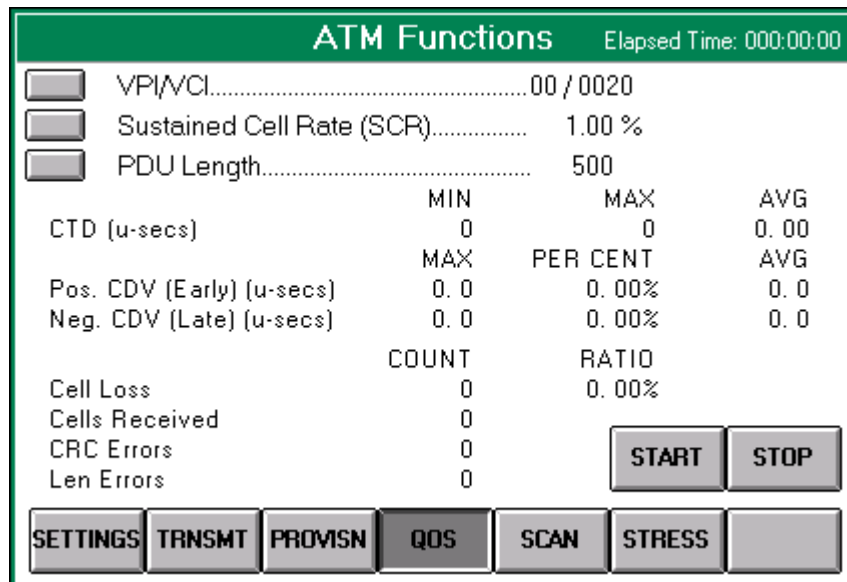 ATM Functions Elapsed Time: 000:00:00
VPI/VCI.....................................................00 / 0020
Sustained Cell Rate (SCR)................ 1.00 %
PDU Length............................................. 500
MIN MAX AVG
CTD (u-secs) 0 0 0.00
MAX PER CENT AVG
Pos. CDV (Early) (u-secs) 0.0 0.00% 0.0
Neg. CDV (Late) (u-secs) 0.0 0.00% 0.0
COUNT RATIO
Cell Loss 0 0.00%
Cells Received 0
CRC Errors 0
Len Errors 0
START STOP
SETTINGS TRNSMT PROVISN QOS SCAN STRESS